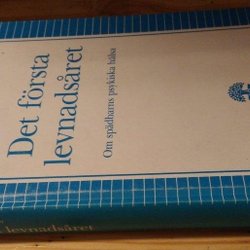 Det första
levnadsåret
Om spädbarns psykiska hälsa
levnadsåret